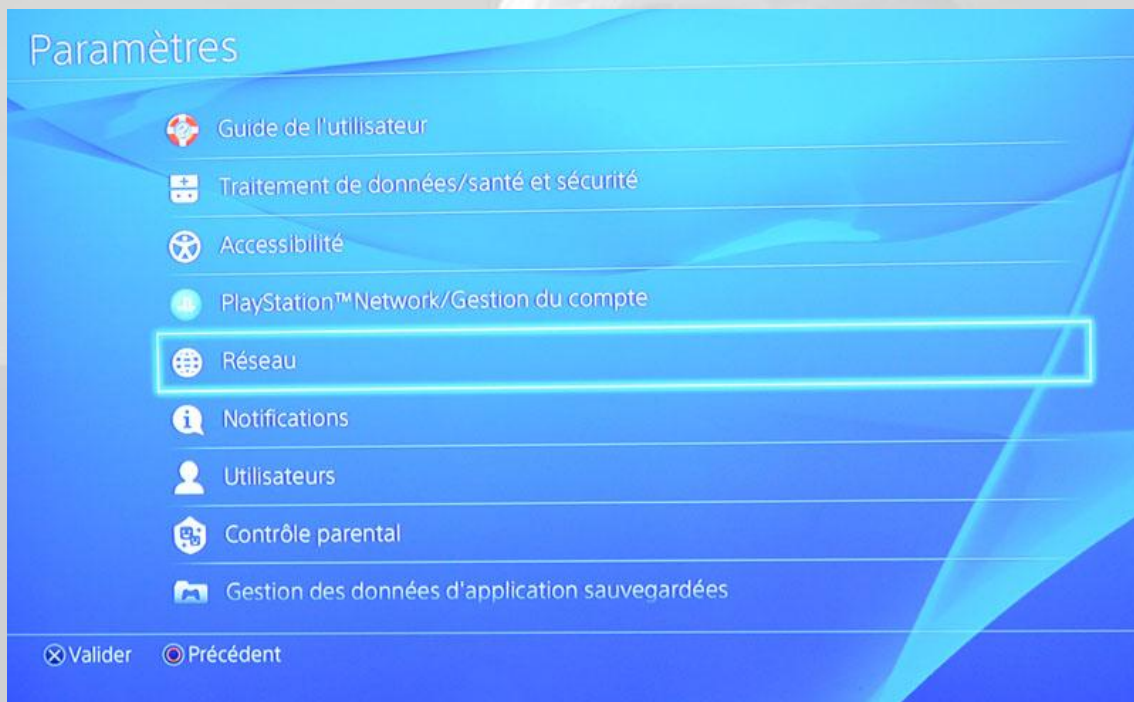 Paramètres
Guide de l'utilisateur
Traitement de données/santé et sécurité
Accessibilité
PlayStation™Network/Gestion du compte
Réseau
Notifications
Utilisateurs
Contrôle parental
Gestion des données d'application sauvegardées
Valider Précédent